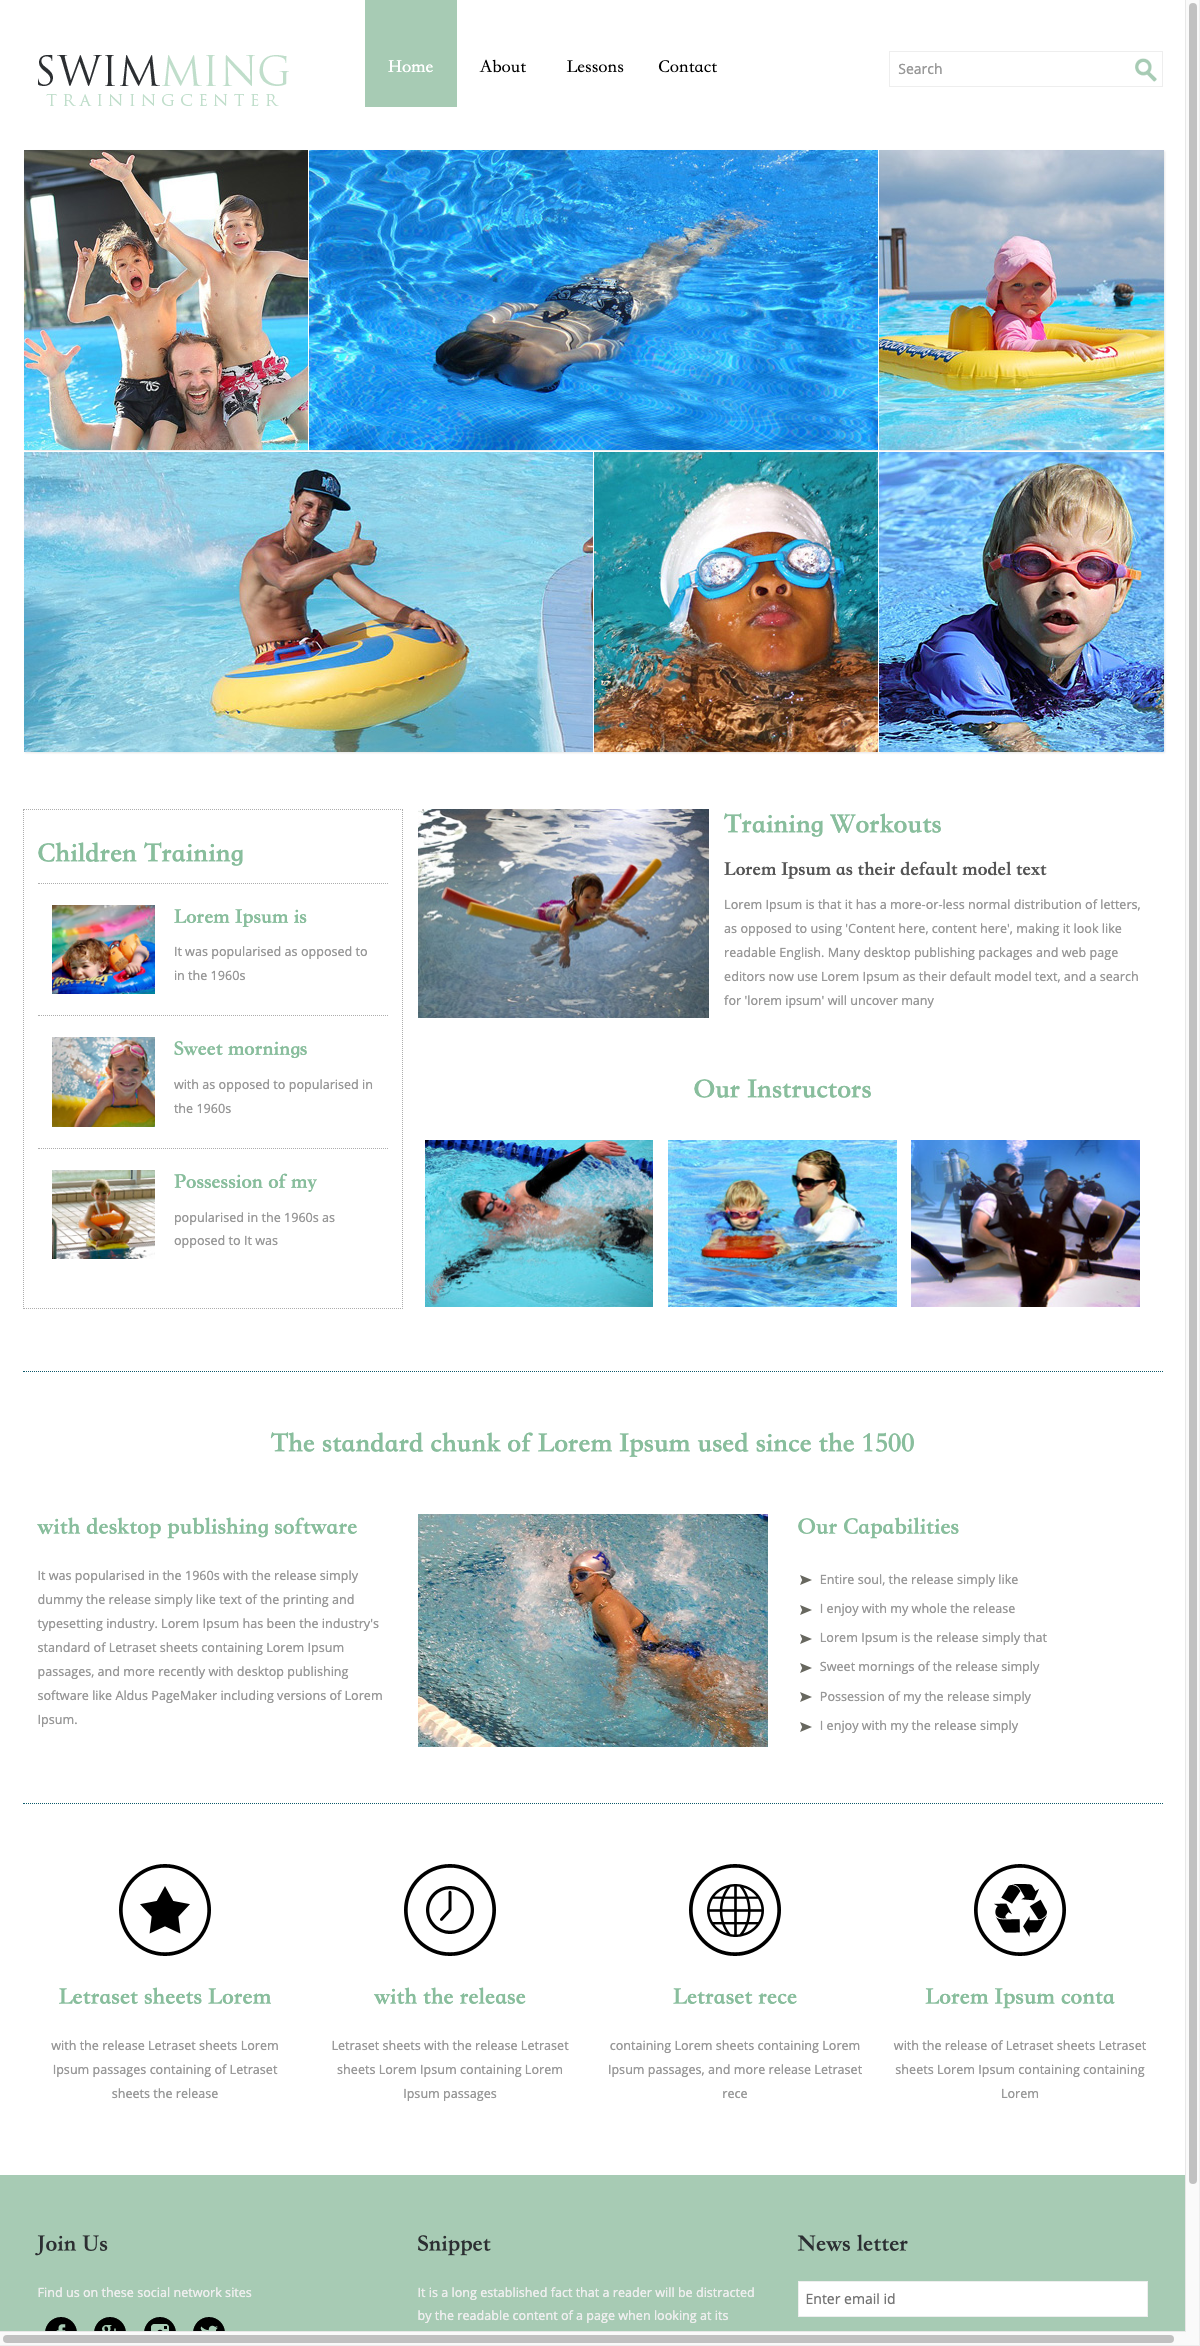 SWIMMING
TRAININGCENTER
Home
About
Lessons
Contact
Search
Children Training
Lorem Ipsum is
It was popularised as opposed to
in the 1960s
Sweet mornings
with as opposed to popularised in
the 1960s
Possession of my
popularised in the 1960s as
opposed to It was
Training Workouts
Lorem Ipsum as their default model text
Lorem Ipsum is that it has a more-or-less normal distribution of letters,
as opposed to using 'Content here, content here', making it look like
readable English. Many desktop publishing packages and web page
editors now use Lorem Ipsum as their default model text, and a search
for 'lorem ipsum' will uncover many
Our Instructors
The standard chunk of Lorem Ipsum used since the 1500
with desktop publishing software
It was popularised in the 1960s with the release simply
dummy the release simply like text of the printing and
typesetting industry. Lorem Ipsum has been the industry's
standard of Letraset sheets containing Lorem Ipsum
passages, and more recently with desktop publishing
software like Aldus PageMaker including versions of Lorem
Ipsum.
Our Capabilities
Entire soul, the release simply like
I enjoy with my whole the release
Lorem Ipsum is the release simply that
Sweet mornings of the release simply
Possession of my the release simply
I enjoy with my the release simply
Letraset sheets Lorem
with the release Letraset sheets Lorem
Ipsum passages containing of Letraset
sheets the release
with the release
Letraset sheets with the release Letraset
sheets Lorem Ipsum containing Lorem
Ipsum passages
Letraset rece
containing Lorem sheets containing Lorem
Ipsum passages, and more release Letraset
rece
Lorem Ipsum conta
with the release of Letraset sheets Letraset
sheets Lorem Ipsum containing containing
Lorem
Join Us
Find us on these social network sites
Snippet
It is a long established fact that a reader will be distracted
by the readable content of a page when looking at its
News letter
Enter email id